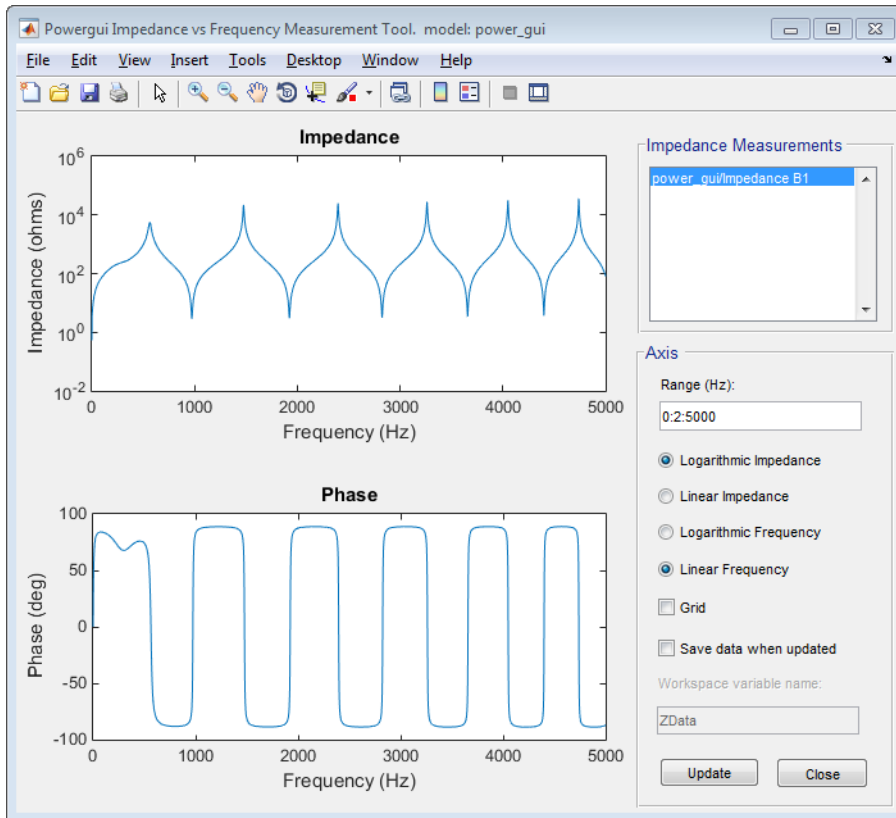 Powergui Impedance vs Frequency Measurement Tool. model: power_gui
File Edit View Insert Tools Desktop Window Help
Impedance
Impedance (ohms)
10^6
10^4
10^2
10^0
10^-2
0 1000 2000 3000 4000 5000
Frequency (Hz)
Phase
Phase (deg)
100
50
0
-50
-100
0 1000 2000 3000 4000 5000
Frequency (Hz)
Impedance Measurements
power_gui/Impedance B1
Axis
Range (Hz):
0:2:5000
Logarithmic Impedance
Linear Impedance
Logarithmic Frequency
Linear Frequency
Grid
Save data when updated
Workspace variable name:
ZData
Update Close